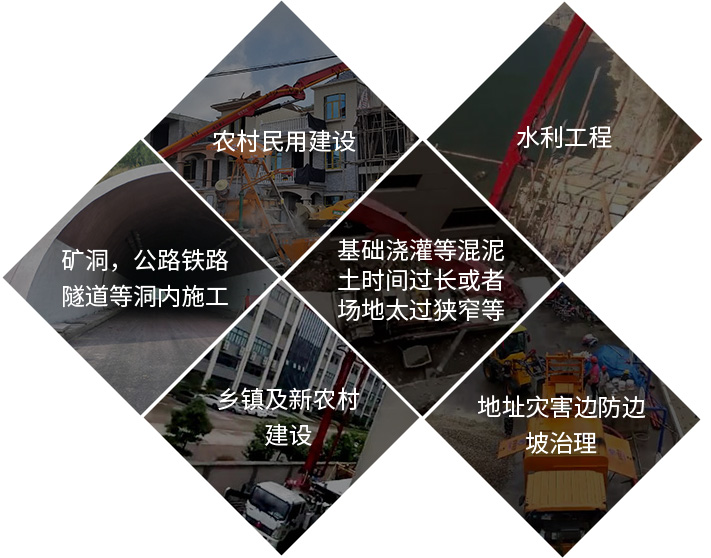 农村民用建设
水利工程
矿洞，公路铁路
隧道等洞内施工
基础浇灌等混泥
土时间过长或者
场地太过狭窄等
乡镇及新农村
建设
地址灾害边防边
坡治理